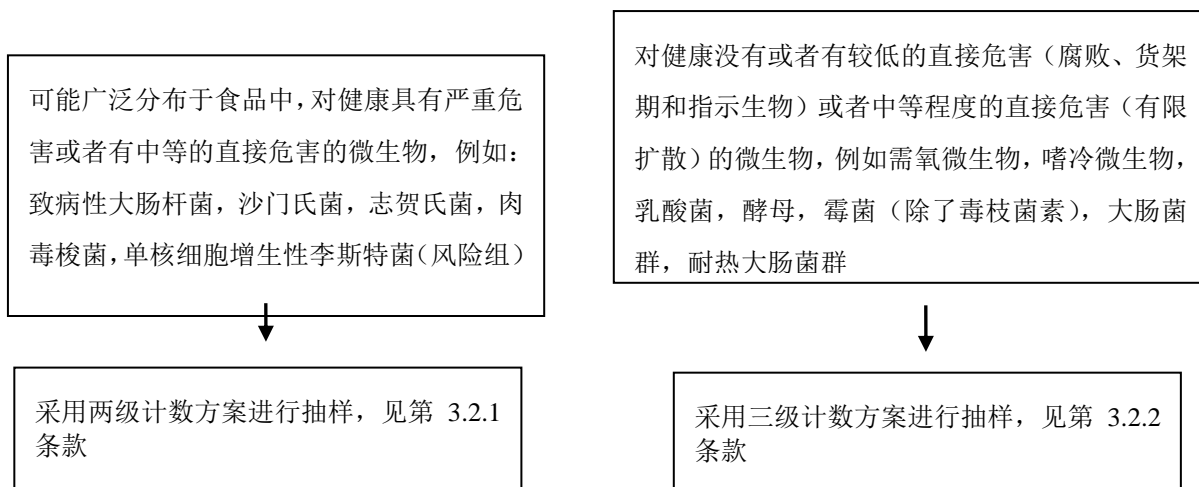 可能广泛分布于食品中，对健康具有严重危
害或者有中等的直接危害的微生物，例如：
致病性大肠杆菌，沙门氏菌，志贺氏菌，肉
毒梭菌，单核细胞增生性李斯特菌（风险组）
采用两级计数方案进行抽样，见第 3.2.1
条款
对健康没有或者有较低的直接危害（腐败、货架
期和指示生物）或者中等程度的直接危害（有限
扩散）的微生物，例如需氧微生物，嗜冷微生物，
乳酸菌，酵母，霉菌（除了毒枝菌素），大肠菌
群，耐热大肠菌群
采用三级计数方案进行抽样，见第 3.2.2
条款